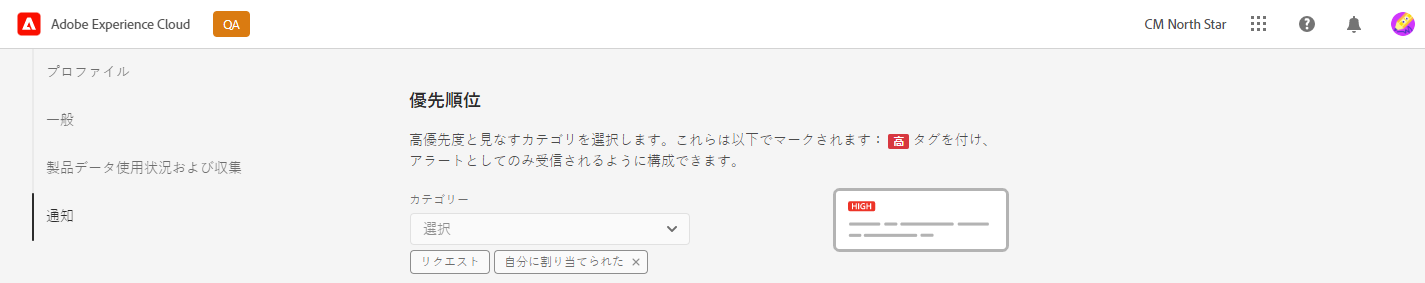 Adobe Experience Cloud
QA
CM North Star
プロファイル
一般
製品データ使用状況および収集
通知
優先順位
高優先度と見なすカテゴリを選択します。これらは以下でマークされます： 高 タグを付け、
アラートとしてのみ受信されるように構成できます。
カテゴリー
選択
リクエスト
自分に割り当てられた
HIGH